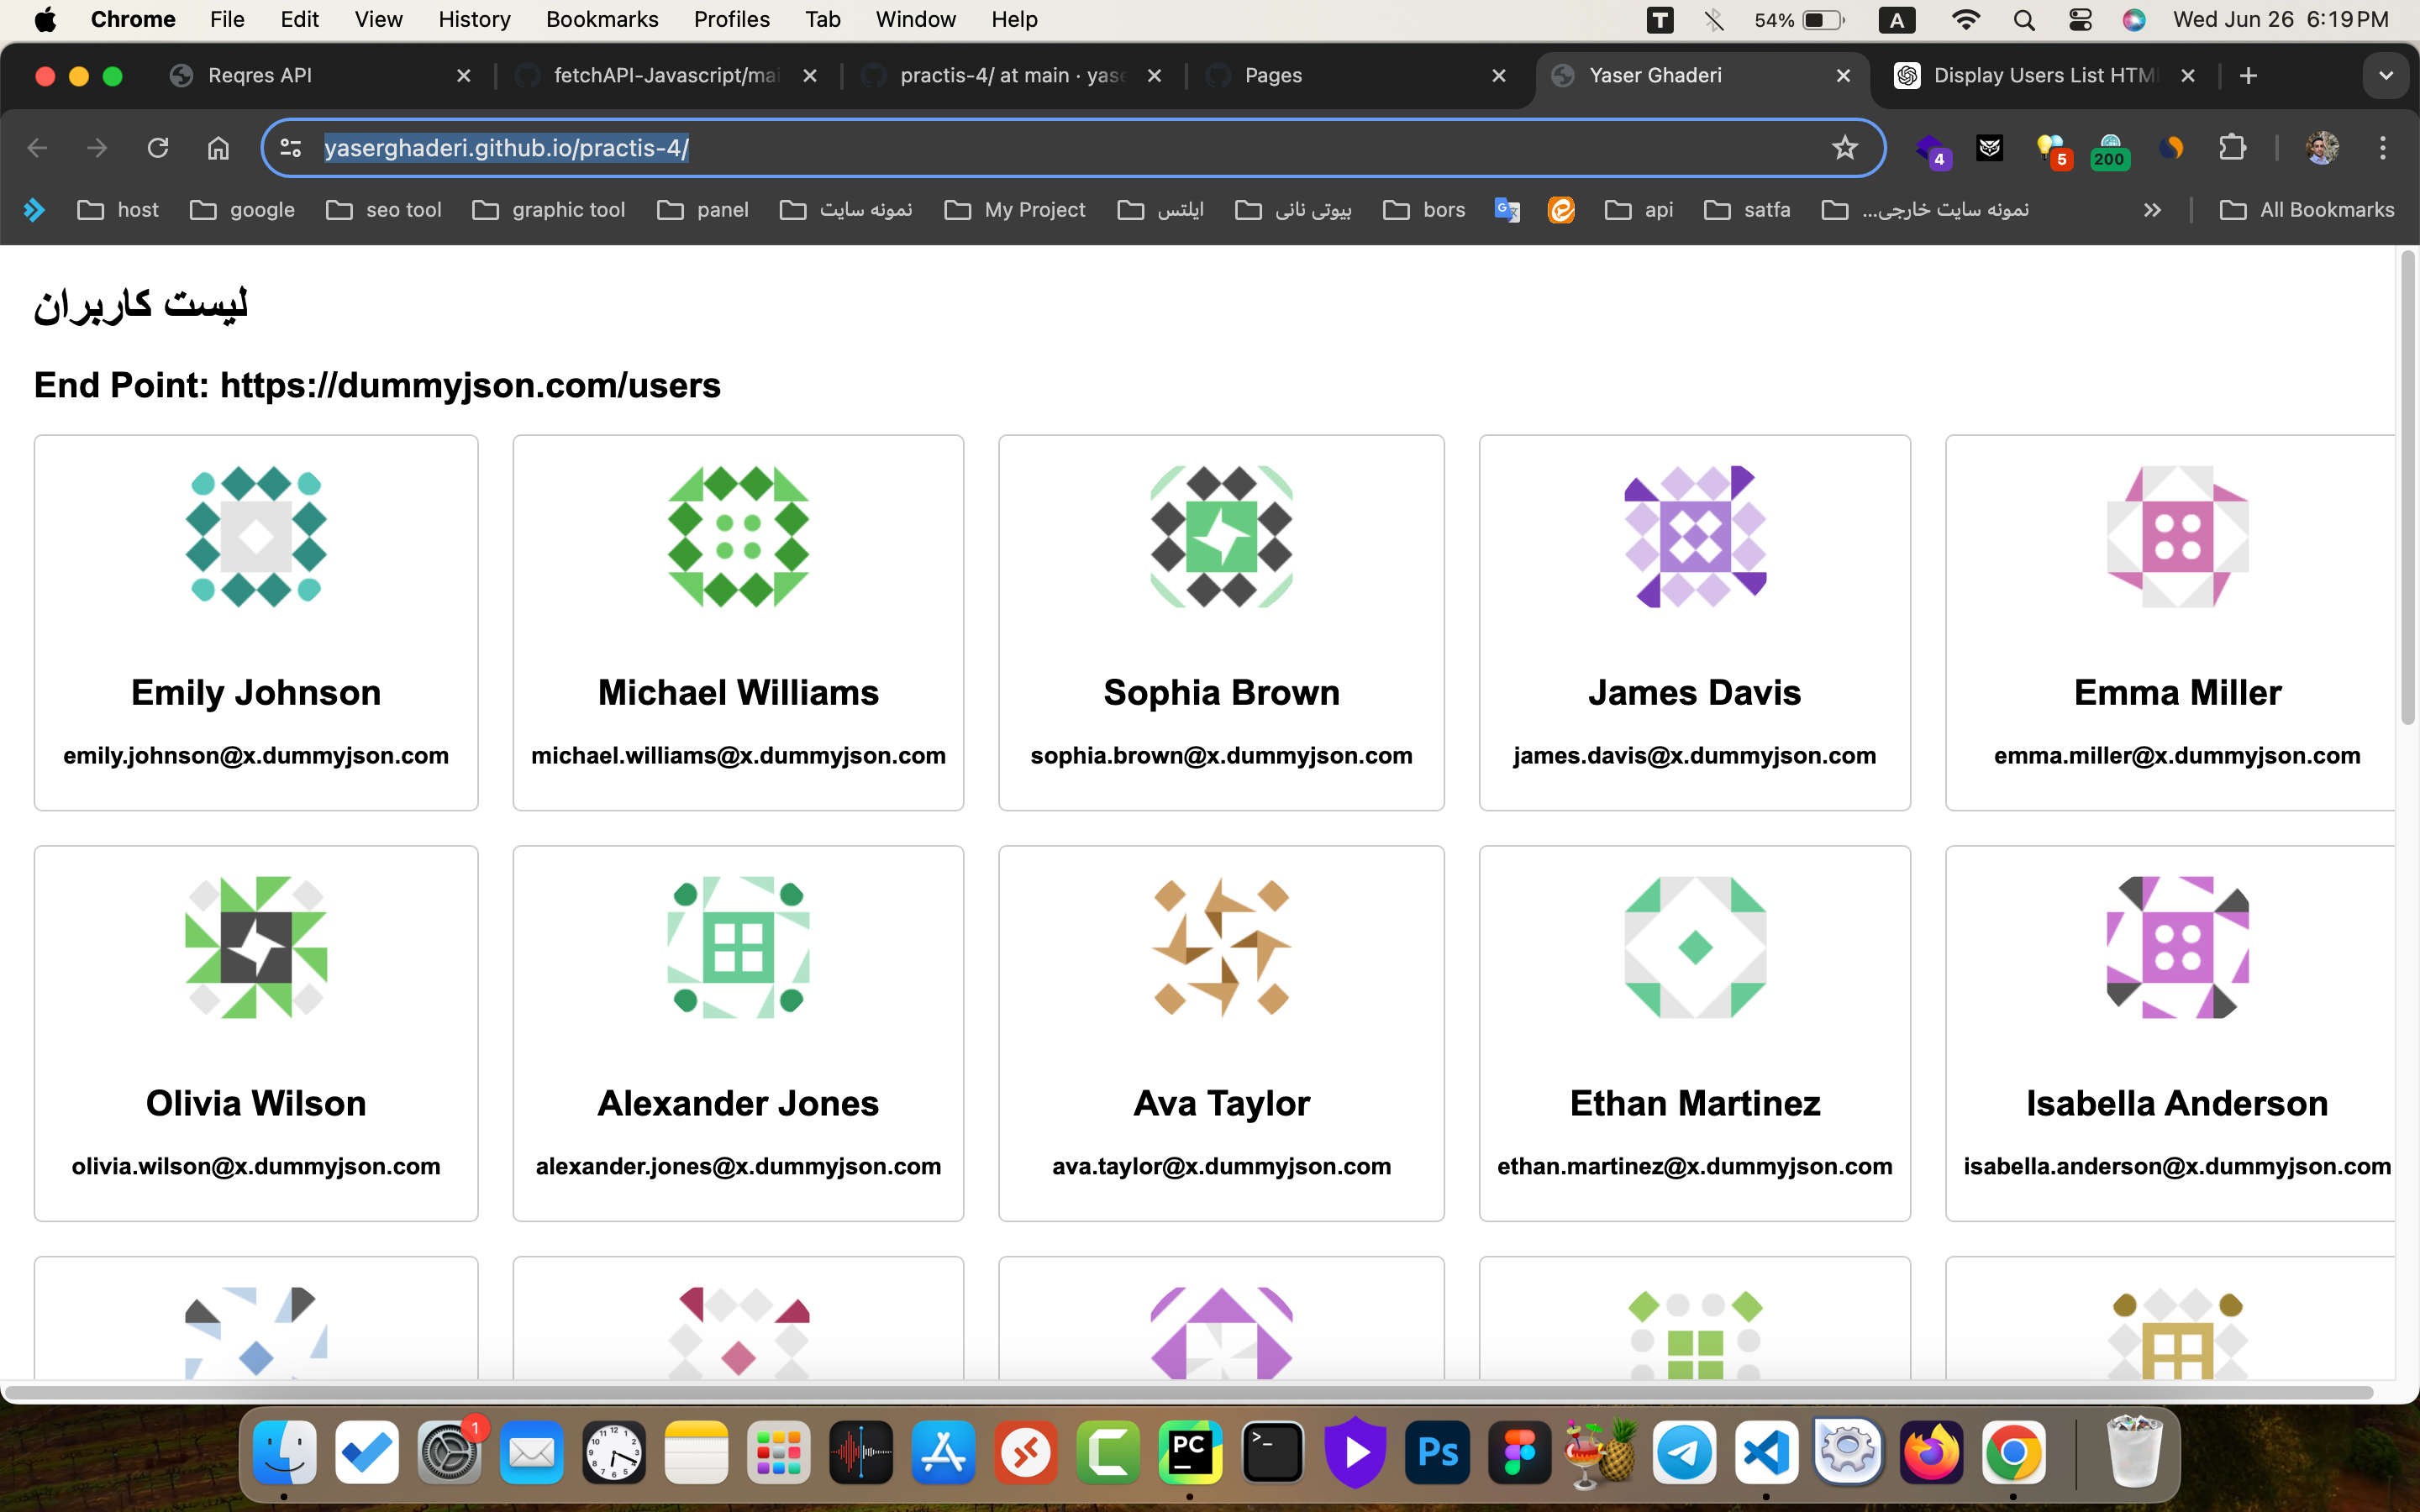 Chrome File Edit View History Bookmarks Profiles Tab Window Help T 54% A Wed Jun 26 6:19 PM
Reqres API fetchAPI-Javascript/mai practis-4/ at main · yase Pages Yaser Ghaderi Display Users List HTM
yaserghaderi.github.io/practis-4/ 4 5 200
host google seo tool graphic tool panel نمونه سایت My Project ایلتس بیوتی نانی bors api satfa نمونه سایت خارجی... All Bookmarks
لیست کاربران
End Point: https://dummyjson.com/users
Emily Johnson Michael Williams Sophia Brown James Davis Emma Miller
emily.johnson@x.dummyjson.com michael.williams@x.dummyjson.com sophia.brown@x.dummyjson.com james.davis@x.dummyjson.com emma.miller@x.dummyjson.com
Olivia Wilson Alexander Jones Ava Taylor Ethan Martinez Isabella Anderson
olivia.wilson@x.dummyjson.com alexander.jones@x.dummyjson.com ava.taylor@x.dummyjson.com ethan.martinez@x.dummyjson.com isabella.anderson@x.dummyjson.com
1 PC Ps